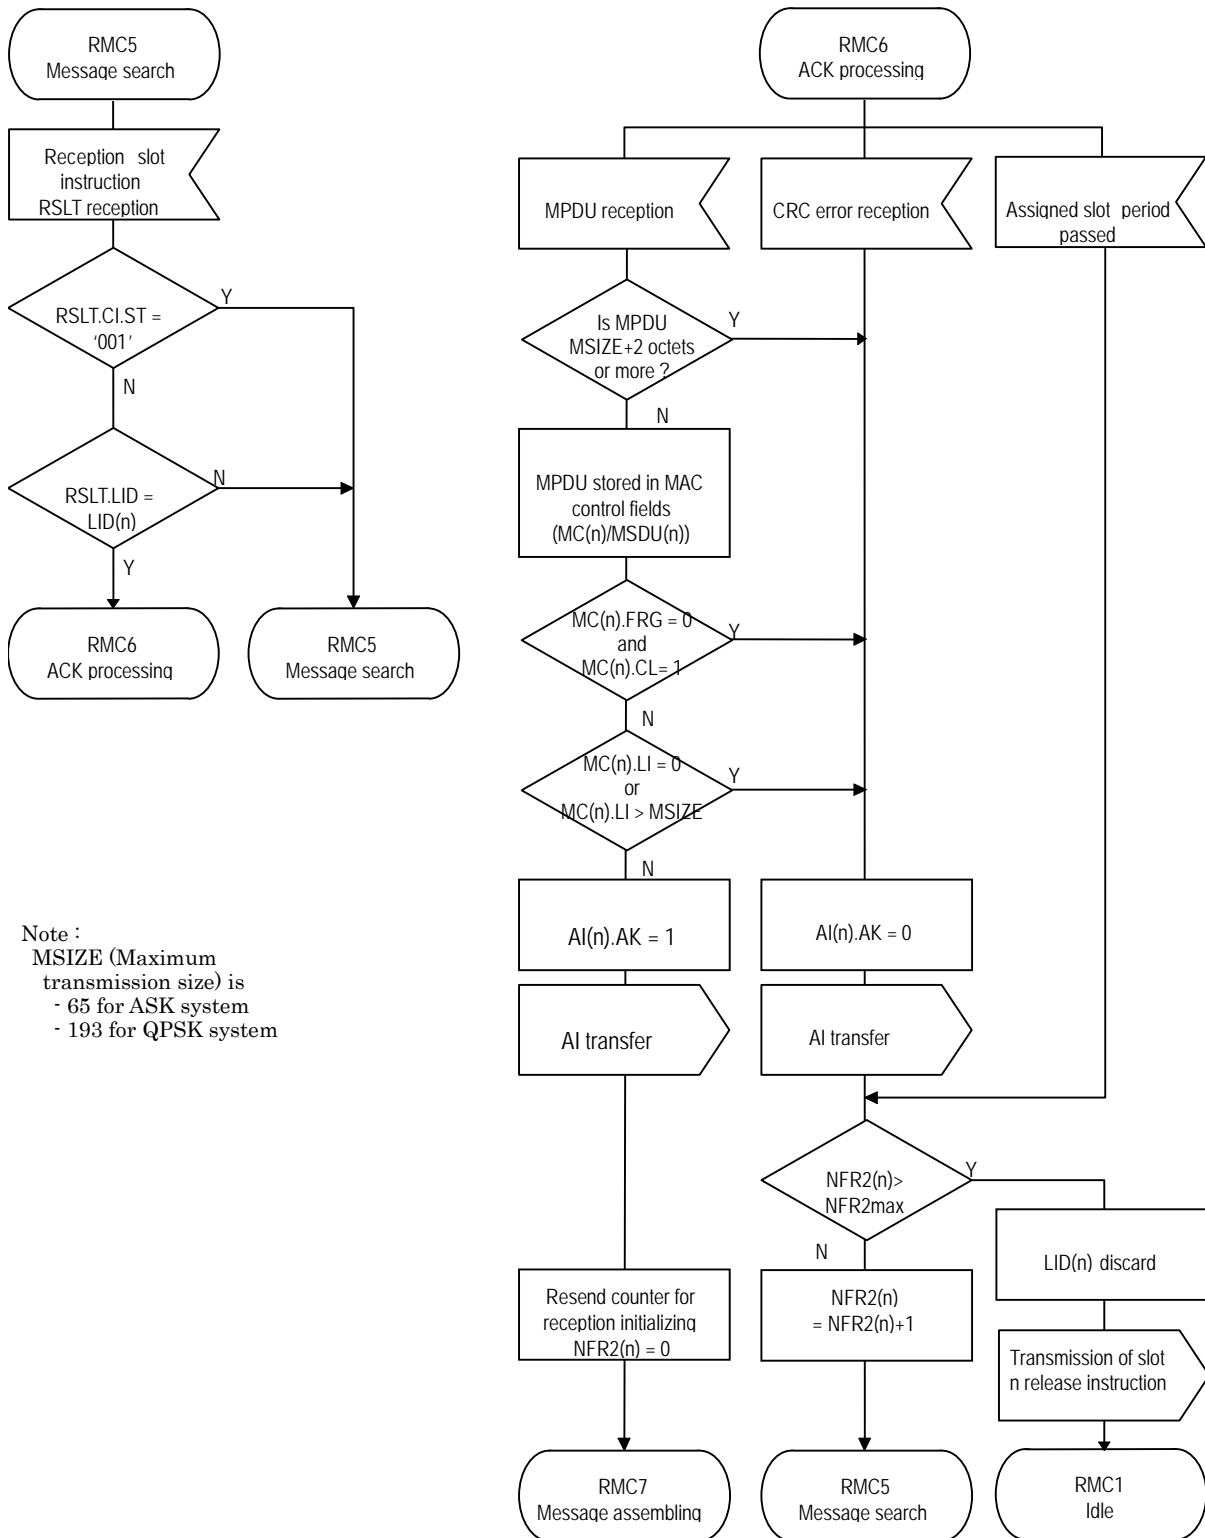 RMC5
Message search
Reception slot
instruction
RSLT reception
RSLT.CI.ST =
‘001’
Y
N
RSLT.LID =
LID(n)
N
Y
RMC6
ACK processing
RMC5
Message search
Note :
MSIZE (Maximum
transmission size) is
- 65 for ASK system
- 193 for QPSK system
RMC6
ACK processing
MPDU reception
CRC error reception
Assigned slot period
passed
Is MPDU
MSIZE+2 octets
or more ?
Y
N
MPDU stored in MAC
control fields
(MC(n)/MSDU(n))
MC(n).FRG = 0
and
MC(n).CL= 1
Y
N
MC(n).LI = 0
or
MC(n).LI > MSIZE
Y
N
AI(n).AK = 1
AI(n).AK = 0
AI transfer
AI transfer
NFR2(n)>
NFR2max
Y
N
LID(n) discard
Resend counter for
reception initializing
NFR2(n) = 0
NFR2(n)
= NFR2(n)+1
Transmission of slot
n release instruction
RMC7
Message assembling
RMC5
Message search
RMC1
Idle